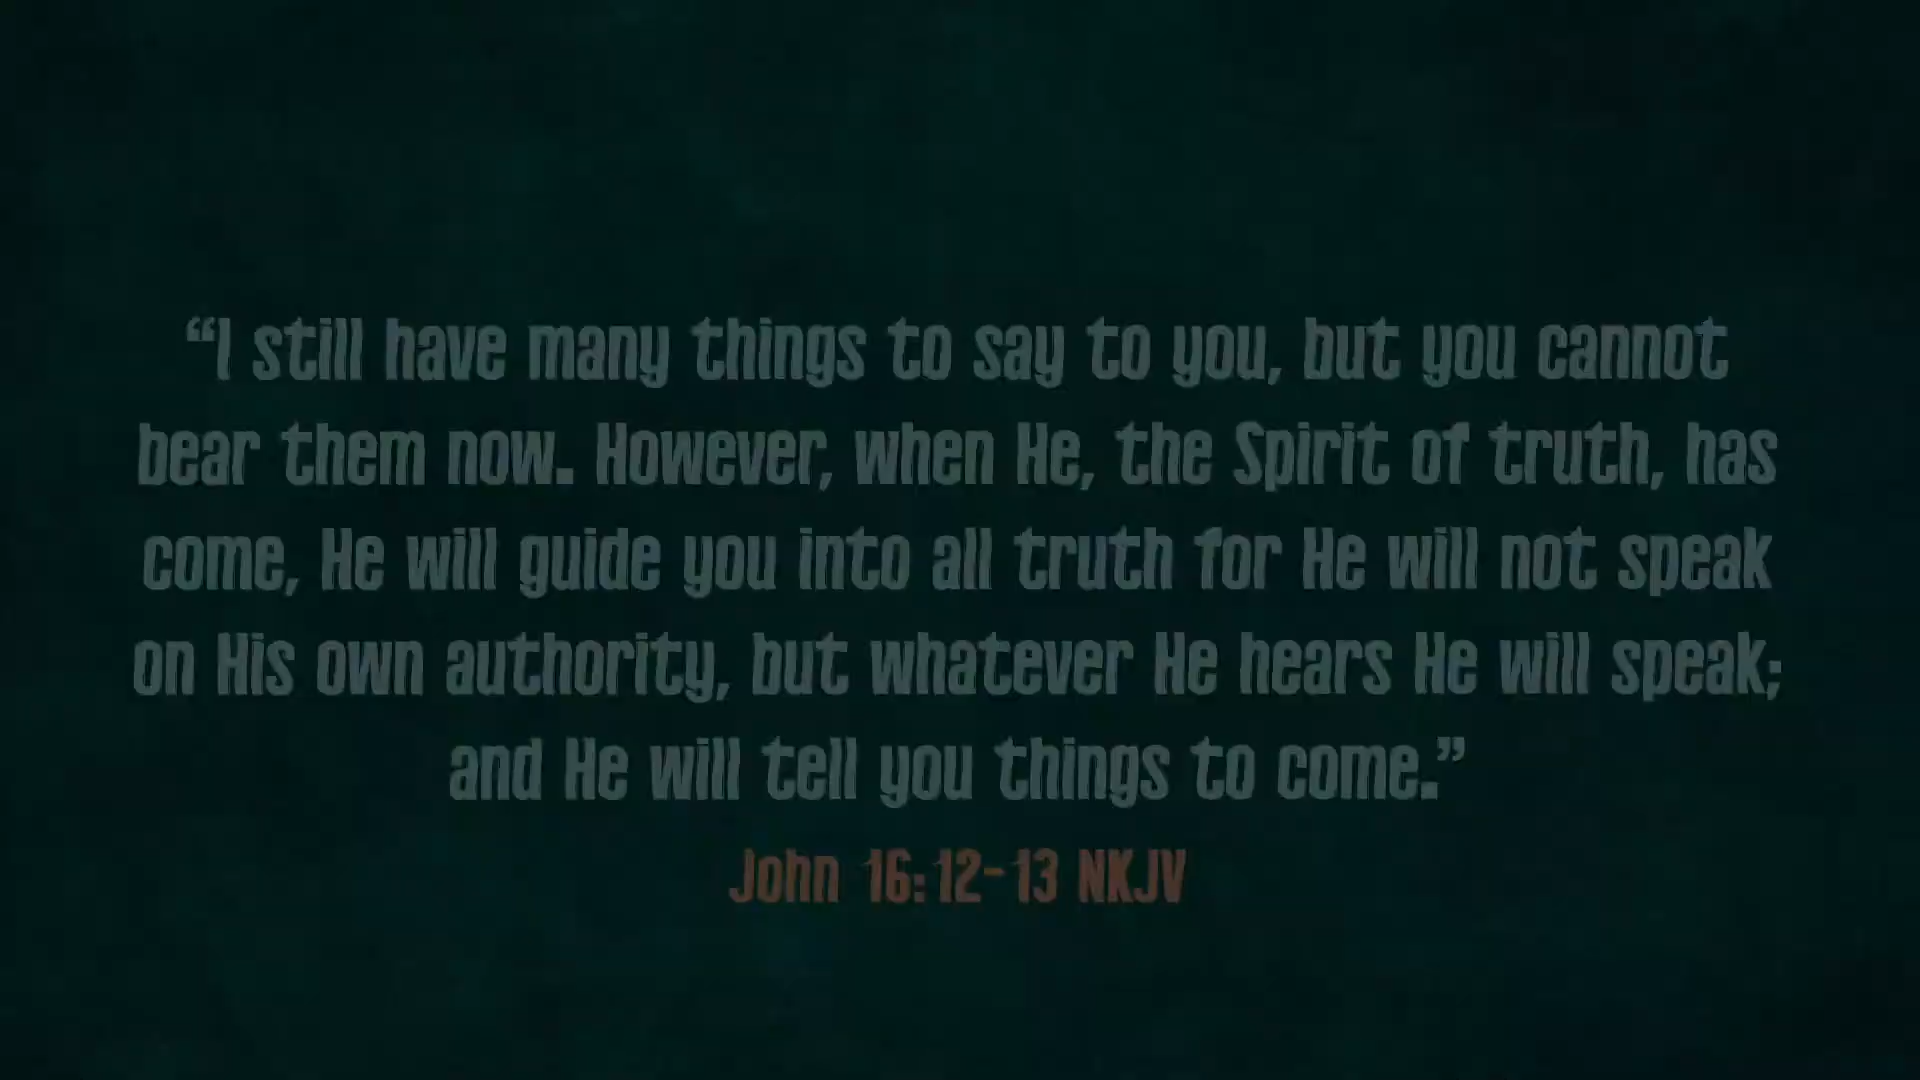 “I still have many things to say to you, but you cannot
bear them now. However, when He, the Spirit of truth, has
come, He will guide you into all truth for He will not speak
on His own authority, but whatever He hears He will speak;
and He will tell you things to come.”
John 16:12-13 NKJV